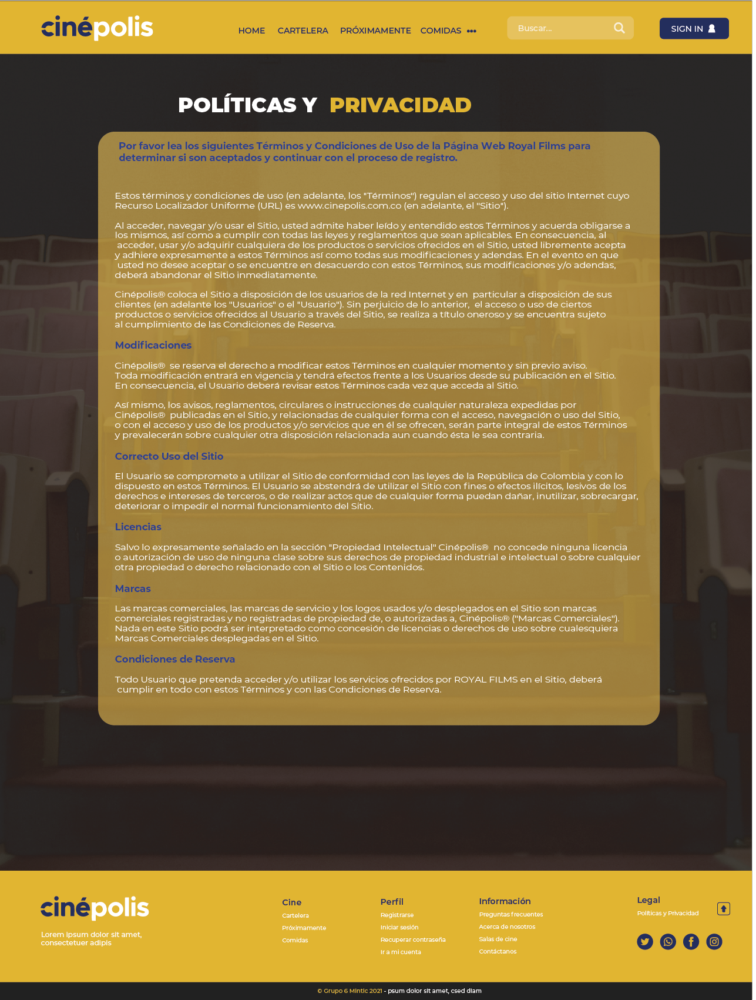 cinépolis
HOME CARTELERA PRÓXIMAMENTE COMIDAS •••
Buscar...
SIGN IN
POLÍTICAS Y PRIVACIDAD
Por favor lea los siguientes Términos y Condiciones de Uso de la Página Web Royal Films para
determinar si son aceptados y continuar con el proceso de registro.
Estos términos y condiciones de uso (en adelante, los "Términos") regulan el acceso y uso del sitio Internet cuyo
Recurso Localizador Uniforme (URL) es www.cinepolis.com.co (en adelante, el "Sitio").
Al acceder, navegar y/o usar el Sitio, usted admite haber leído y entendido estos Términos y acuerda obligarse a
los mismos, así como a cumplir con todas las leyes y reglamentos que sean aplicables. En consecuencia, al
acceder, usar y/o adquirir cualquiera de los productos o servicios ofrecidos en el Sitio, usted libremente acepta
y adhiere expresamente a estos Términos así como todas sus modificaciones y adendas. En el evento en que
usted no desee aceptar o se encuentre en desacuerdo con estos Términos, sus modificaciones y/o adendas,
deberá abandonar el Sitio inmediatamente.
Cinépolis® coloca el Sitio a disposición de los usuarios de la red Internet y en particular a disposición de sus
clientes (en adelante los "Usuarios" o el "Usuario"). Sin perjuicio de lo anterior, el acceso o uso de ciertos
productos o servicios ofrecidos al Usuario a través del Sitio, se realiza a título oneroso y se encuentra sujeto
al cumplimiento de las Condiciones de Reserva.
Modificaciones
Cinépolis® se reserva el derecho a modificar estos Términos en cualquier momento y sin previo aviso.
Toda modificación entrará en vigencia y tendrá efectos frente a los Usuarios desde su publicación en el Sitio.
En consecuencia, el Usuario deberá revisar estos Términos cada vez que acceda al Sitio.
Así mismo, los avisos, reglamentos, circulares o instrucciones de cualquier naturaleza expedidas por
Cinépolis® publicadas en el Sitio, y relacionadas de cualquier forma con el acceso, navegación o uso del Sitio,
o con el acceso y uso de los productos y/o servicios que en él se ofrecen, serán parte integral de estos Términos
y prevalecerán sobre cualquier otra disposición relacionada aun cuando ésta le sea contraria.
Correcto Uso del Sitio
El Usuario se compromete a utilizar el Sitio de conformidad con las leyes de la República de Colombia y con lo
dispuesto en estos Términos. El Usuario se abstendrá de utilizar el Sitio con fines o efectos ilícitos, lesivos de los
derechos e intereses de terceros, o de realizar actos que de cualquier forma puedan dañar, inutilizar, sobrecargar,
deteriorar o impedir el normal funcionamiento del Sitio.
Licencias
Salvo lo expresamente señalado en la sección "Propiedad Intelectual" Cinépolis® no concede ninguna licencia
o autorización de uso de ninguna clase sobre sus derechos de propiedad industrial e intelectual o sobre cualquier
otra propiedad o derecho relacionado con el Sitio o los Contenidos.
Marcas
Las marcas comerciales, las marcas de servicio y los logos usados y/o desplegados en el Sitio son marcas
comerciales registradas y no registradas de propiedad de, o autorizadas a, Cinépolis® ("Marcas Comerciales").
Nada en este Sitio podrá ser interpretado como concesión de licencias o derechos de uso sobre cualesquiera
Marcas Comerciales desplegadas en el Sitio.
Condiciones de Reserva
Todo Usuario que pretenda acceder y/o utilizar los servicios ofrecidos por ROYAL FILMS en el Sitio, deberá
cumplir en todo con estos Términos y con las Condiciones de Reserva.
cinépolis
Lorem ipsum dolor sit amet,
consectetuer adipis
Cine
Cartelera
Próximamente
Comidas
Perfil
Registrarse
Iniciar sesión
Recuperar contraseña
Ir a mi cuenta
Información
Preguntas frecuentes
Acerca de nosotros
Salas de cine
Contáctanos
Legal
Políticas y Privacidad
© Grupo 6 Mintic 2021 - psum dolor sit amet, csed diam